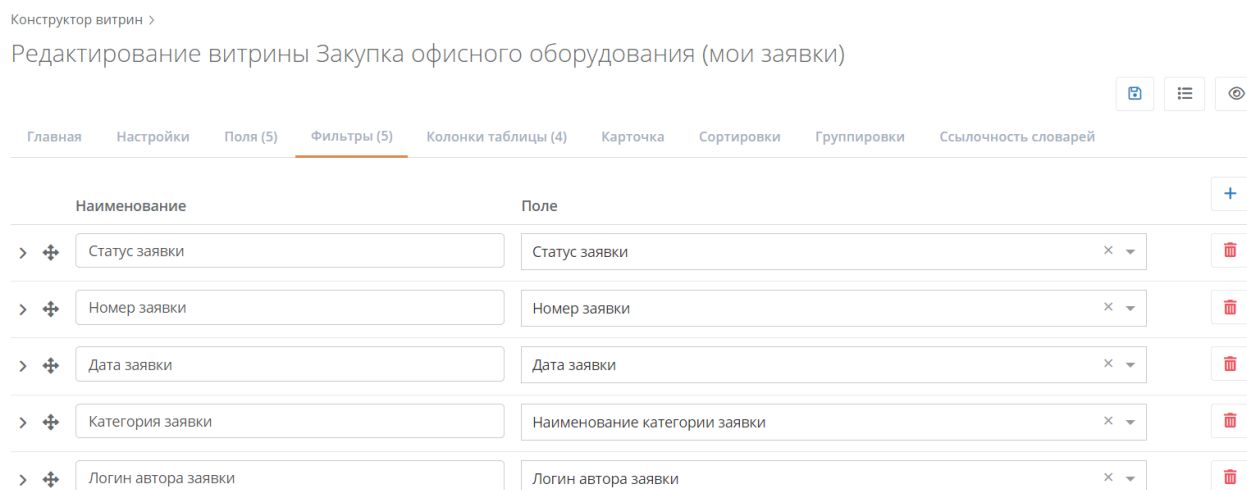 Конструктор витрин >
Редактирование витрины Закупка офисного оборудования (мои заявки)
Главная Настройки Поля (5) Фильтры (5) Колонки таблицы (4) Карточка Сортировки Группировки Ссылочность словарей
Наименование Поле
Статус заявки Статус заявки
Номер заявки Номер заявки
Дата заявки Дата заявки
Категория заявки Наименование категории заявки
Логин автора заявки Логин автора заявки